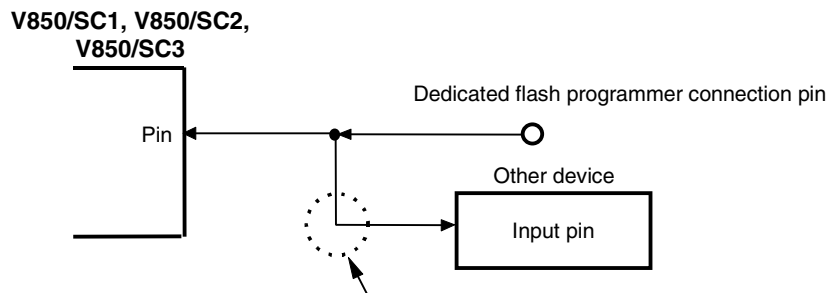 V850/SC1, V850/SC2,
V850/SC3
Dedicated flash programmer connection pin
Pin
Other device
Input pin